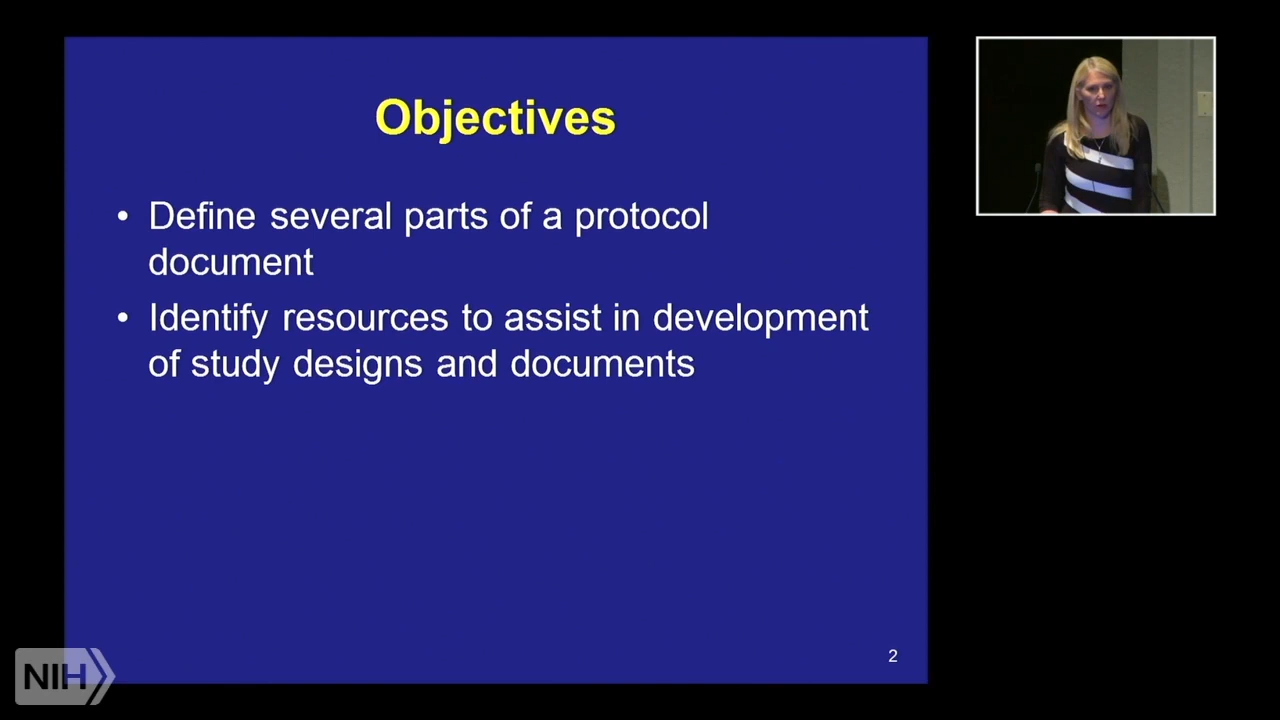 Objectives
• Define several parts of a protocol
document
• Identify resources to assist in development
of study designs and documents
2
NIH